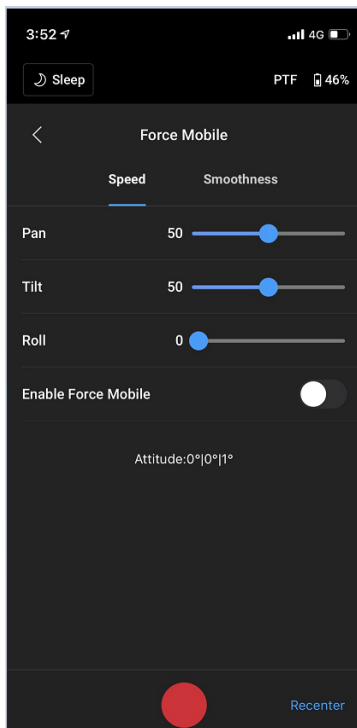 3:52 4G
Sleep PTF 46%
Force Mobile
Speed Smoothness
Pan 50
Tilt 50
Roll 0
Enable Force Mobile
Attitude:0°|0°|1°
Recenter